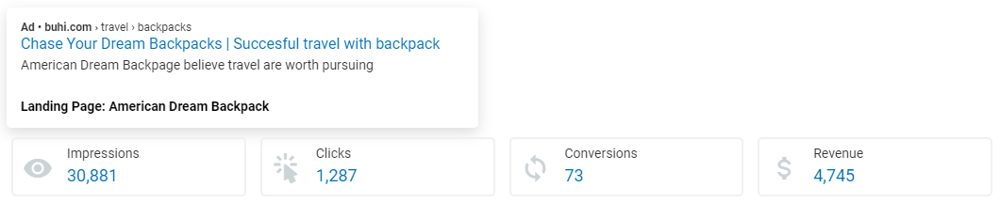 Ad • buhi.com › travel › backpacks
Chase Your Dream Backpacks | Succesful travel with backpack
American Dream Backpage believe travel are worth pursuing
Landing Page: American Dream Backpack
Impressions
30,881
Clicks
1,287
Conversions
73
Revenue
4,745